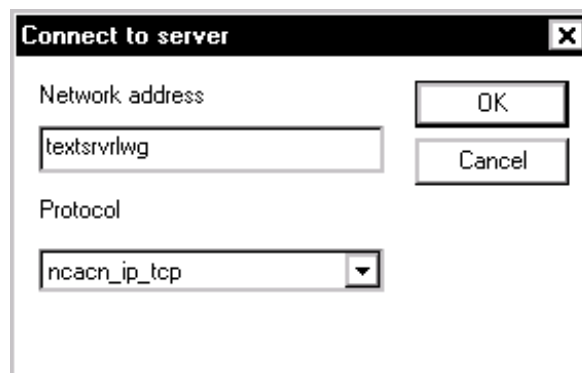 Connect to server
Network address
OK
textsrvrlwg
Cancel
Protocol
ncacn_ip_tcp